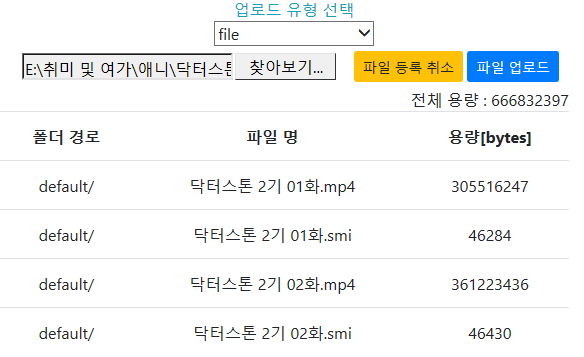 업로드 유형 선택
file
E:\취미 및 여가\애니\닥터스톤 찾아보기... 파일 등록 취소 파일 업로드
전체 용량 : 666832397
폴더 경로 파일 명 용량[bytes]
default/ 닥터스톤 2기 01화.mp4 305516247
default/ 닥터스톤 2기 01화.smi 46284
default/ 닥터스톤 2기 02화.mp4 361223436
default/ 닥터스톤 2기 02화.smi 46430